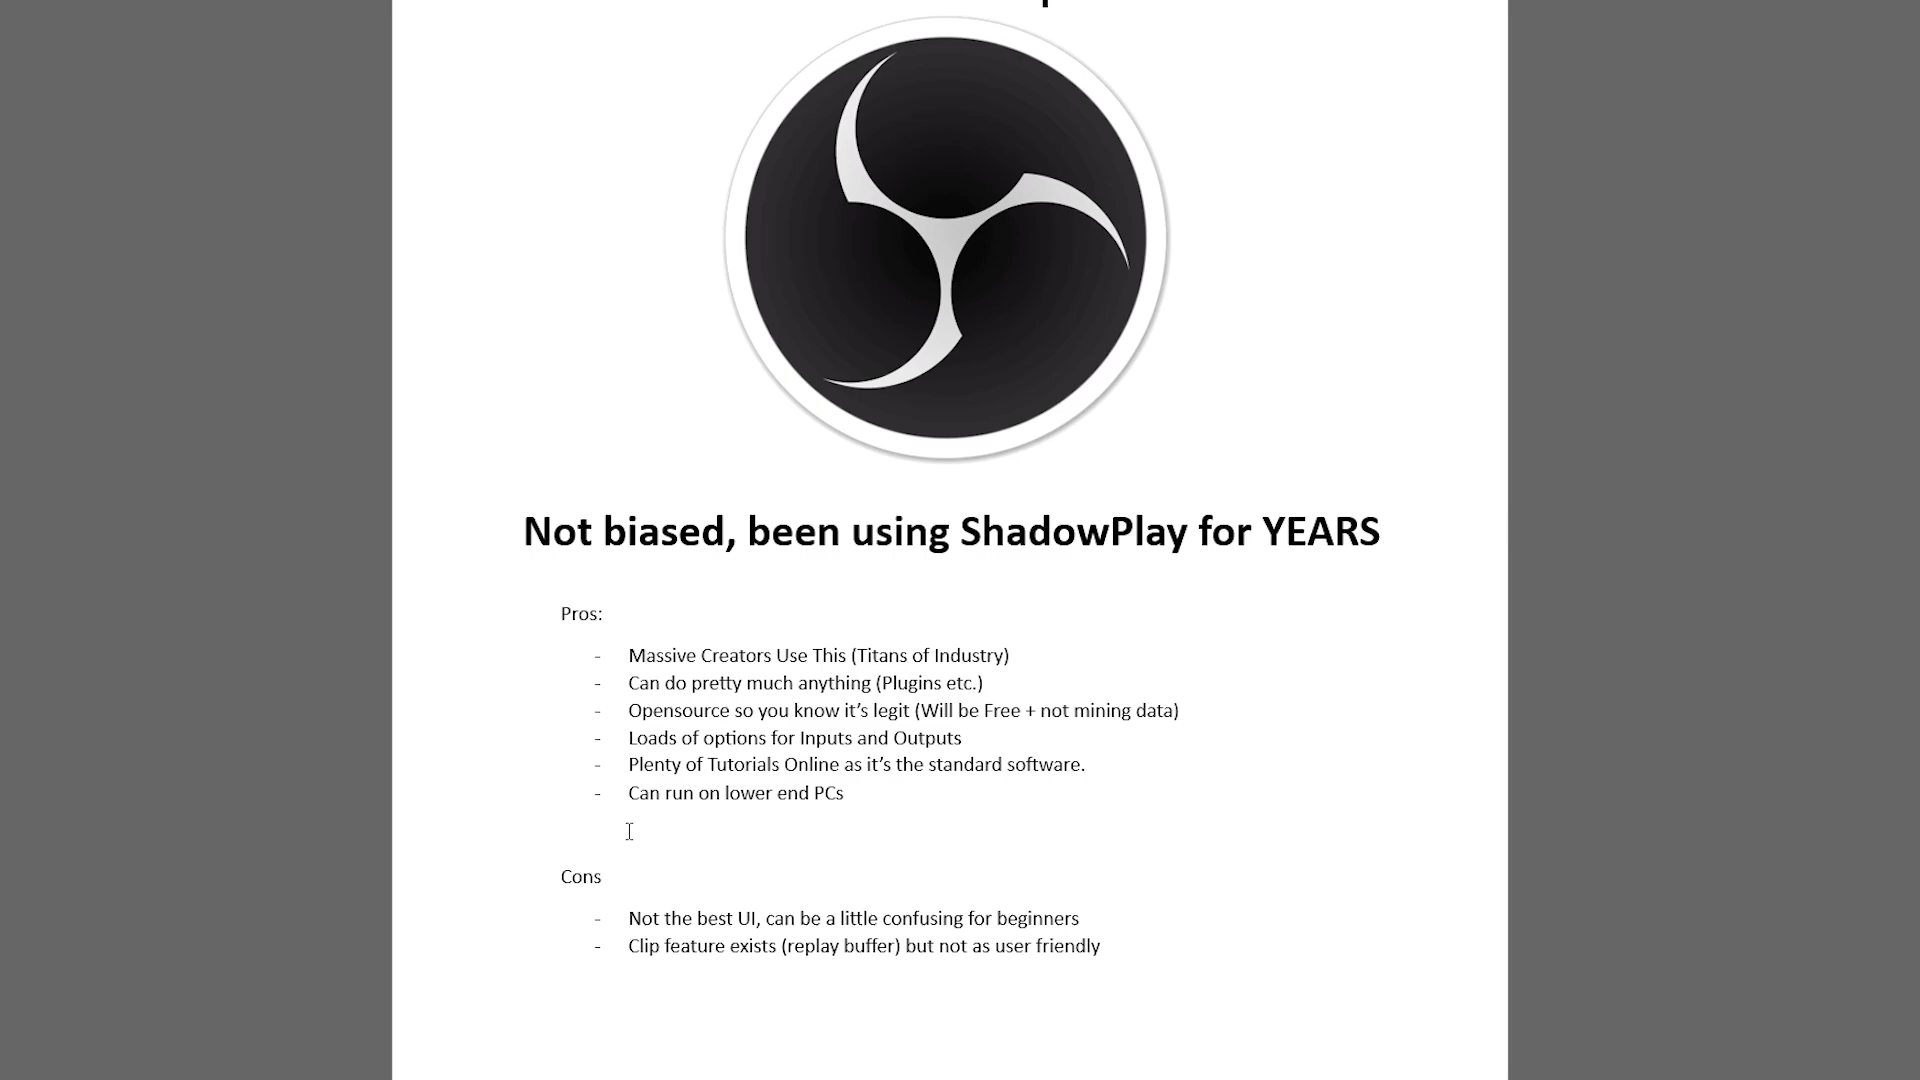 Not biased, been using ShadowPlay for YEARS
Pros:
- Massive Creators Use This (Titans of Industry)
- Can do pretty much anything (Plugins etc.)
- Opensource so you know it’s legit (Will be Free + not mining data)
- Loads of options for Inputs and Outputs
- Plenty of Tutorials Online as it’s the standard software.
- Can run on lower end PCs
Cons
- Not the best UI, can be a little confusing for beginners
- Clip feature exists (replay buffer) but not as user friendly